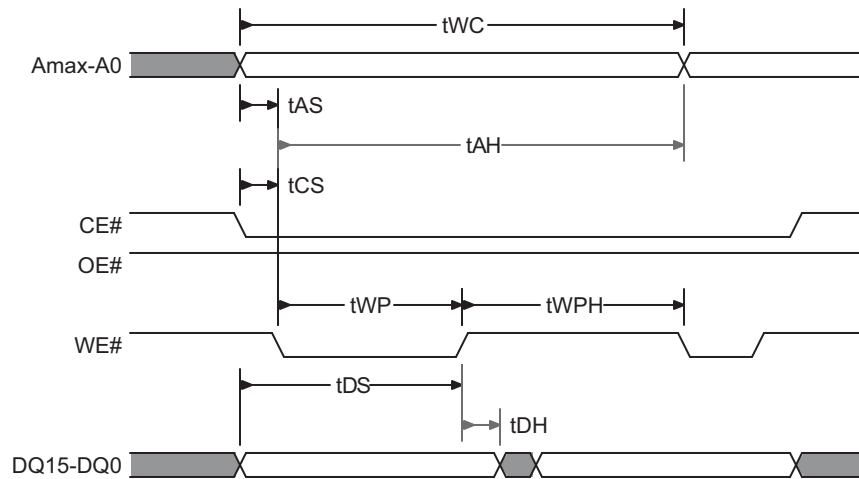 tWC
Amax-A0
tAS
tAH
tCS
CE#
OE#
tWP
tWPH
WE#
tDS
tDH
DQ15-DQ0